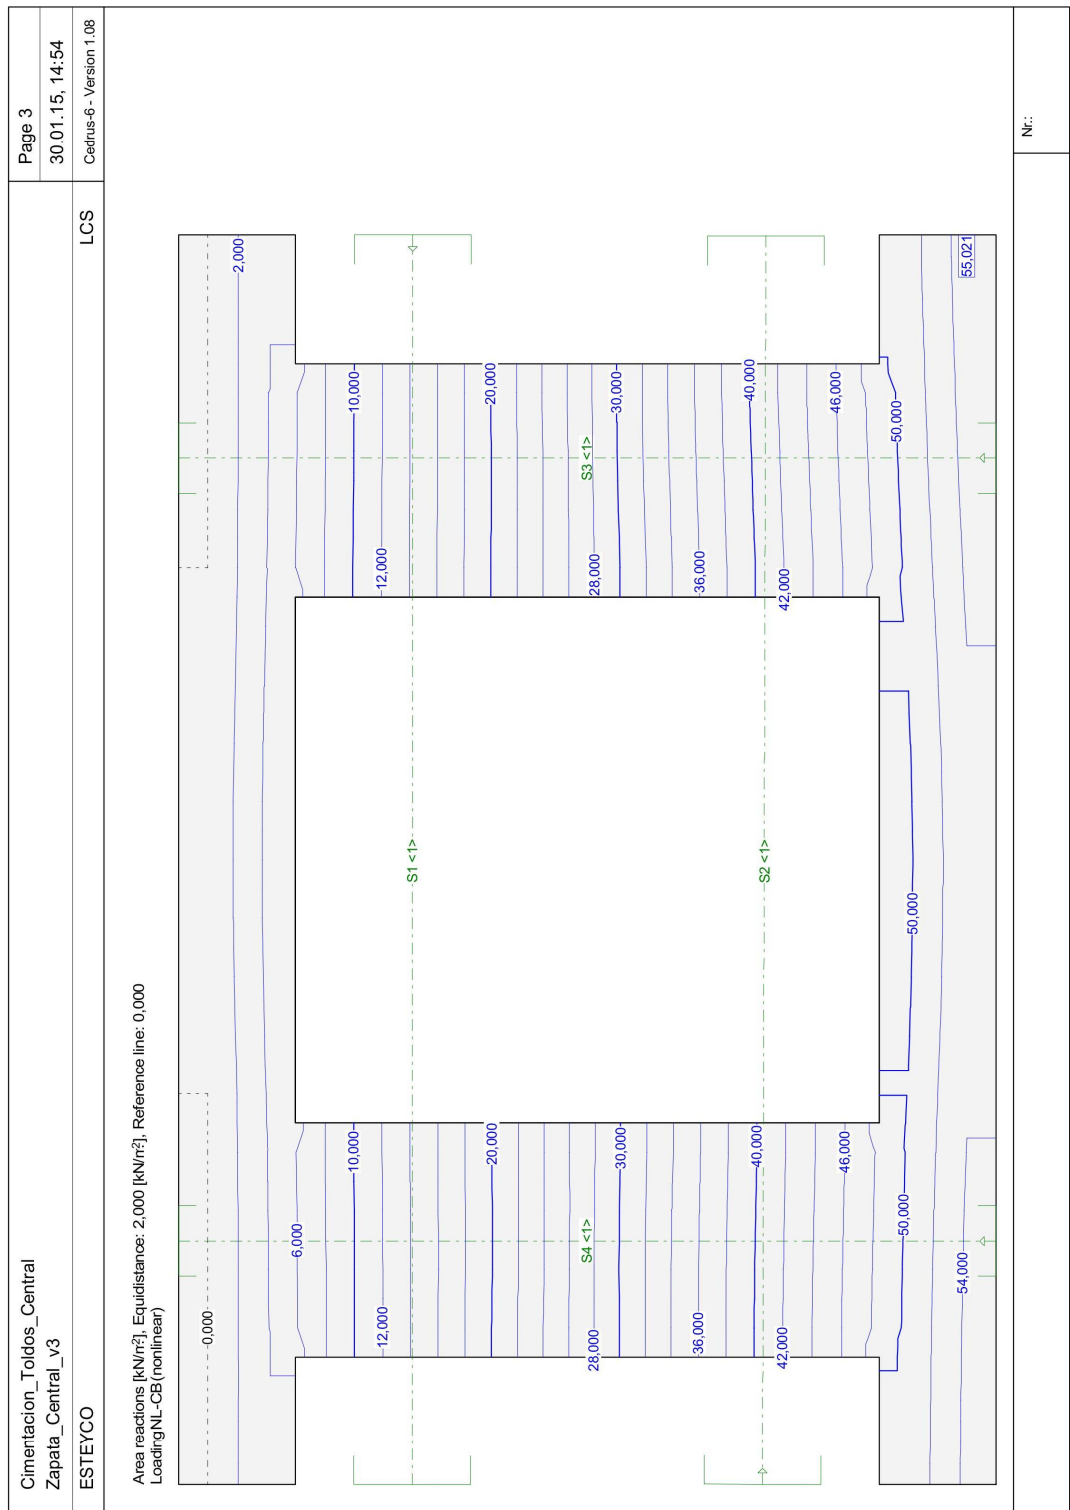 Cimentacion_Toldos_Central
Page 3
Zapata_Central_v3
30.01.15, 14:54
ESTEYCO
LCS
Cedrus-6 - Version 1.08
Area reactions [kN/m²], Equidistance: 2,000 [kN/m²], Reference line: 0,000
LoadingNL-CB(nonlinear)
0,000
2,000
6,000
10,000
10,000
12,000
12,000
S1 <1>
20,000
20,000
S4 <1>
S3 <1>
28,000
28,000
30,000
30,000
36,000
36,000
40,000
40,000
S2 <1>
42,000
42,000
46,000
46,000
50,000
50,000
50,000
54,000
55,021
Nr.: